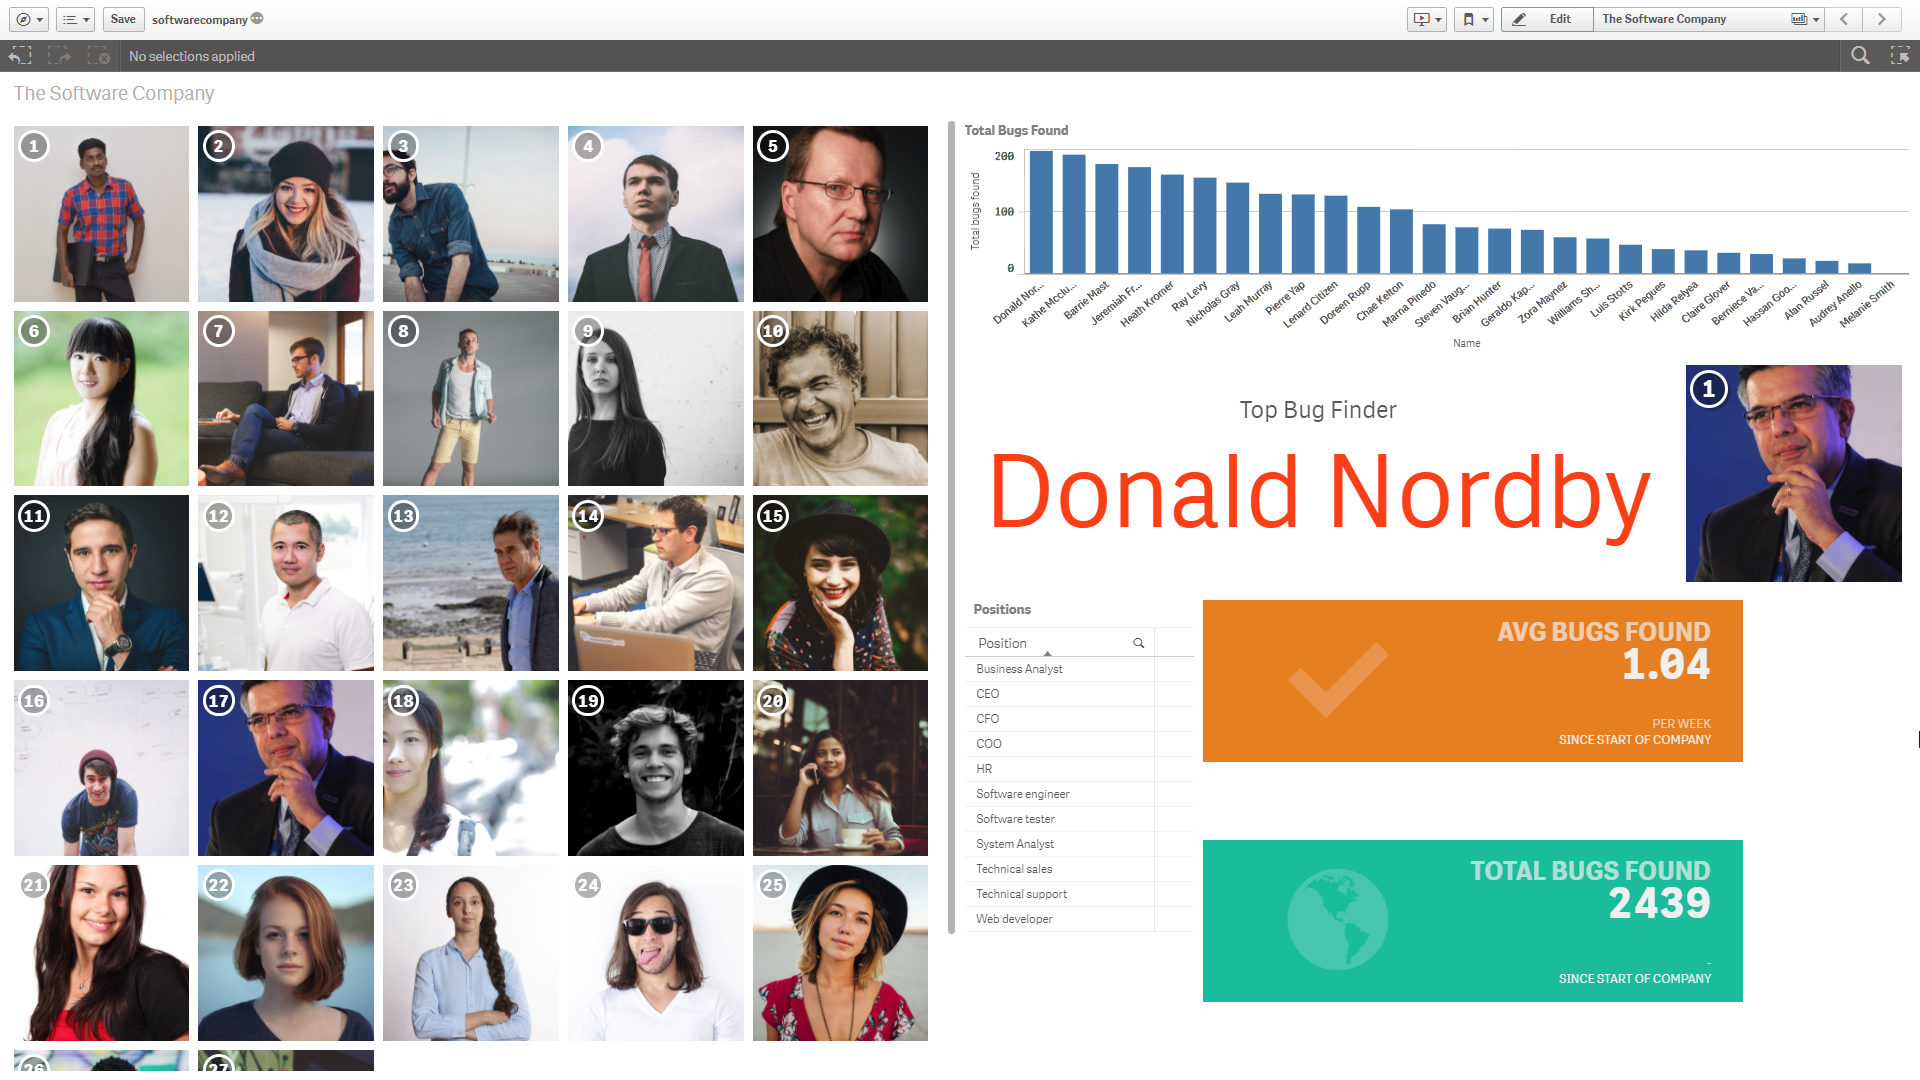 Save softwarecompany
Edit The Software Company
No selections applied
The Software Company
1 2 3 4 5
6 7 8 9 10
11 12 13 14 15
16 17 18 19 20
21 22 23 24 25
26 27
Total Bugs Found
Total bugs found
200
100
0
Donald Nor...
Kathe Mcclu...
Barrie Mast
Jeremiah Fr...
Heath Kromer
Ray Levy
Nicholas Gray
Leah Murray
Pierre Yap
Lenard Citizen
Doreen Rupp
Chae Kelton
Marna Pinedo
Steven Vaug...
Brian Hunter
Geraldo Kap...
Zora Maynez
Williams Sh...
Luis Stotts
Kirk Pegues
Hilda Relyea
Claire Glover
Berniece Va...
Hassan Goo...
Alan Russel
Audrey Anello
Melanie Smith
Name
Top Bug Finder
Donald Nordby
1
Positions
Position
Business Analyst
CEO
CFO
COO
HR
Software engineer
Software tester
System Analyst
Technical sales
Technical support
Web developer
AVG BUGS FOUND
1.04
PER WEEK
SINCE START OF COMPANY
TOTAL BUGS FOUND
2439
-
SINCE START OF COMPANY